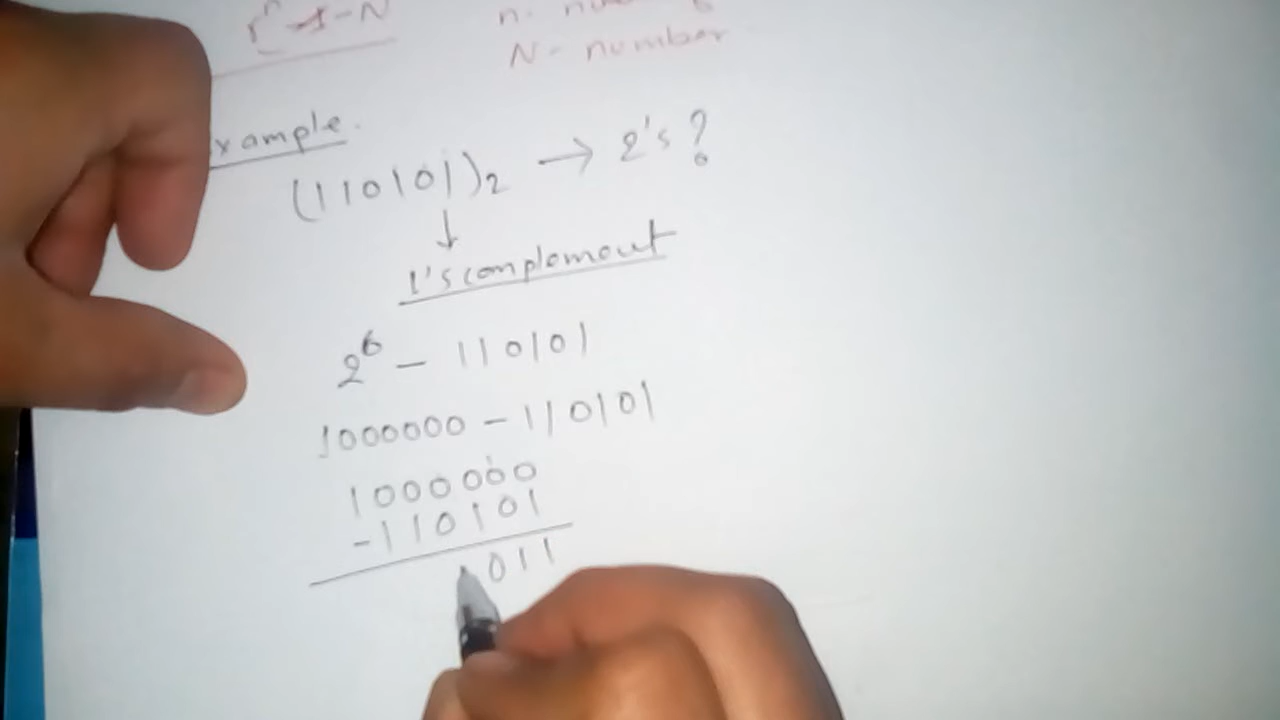 - N
N - number
xample.
(110101)₂ → 2's ?
↓
1's complement
2⁶ - 110101
1000000 - 110101
1000000
- 110101
011